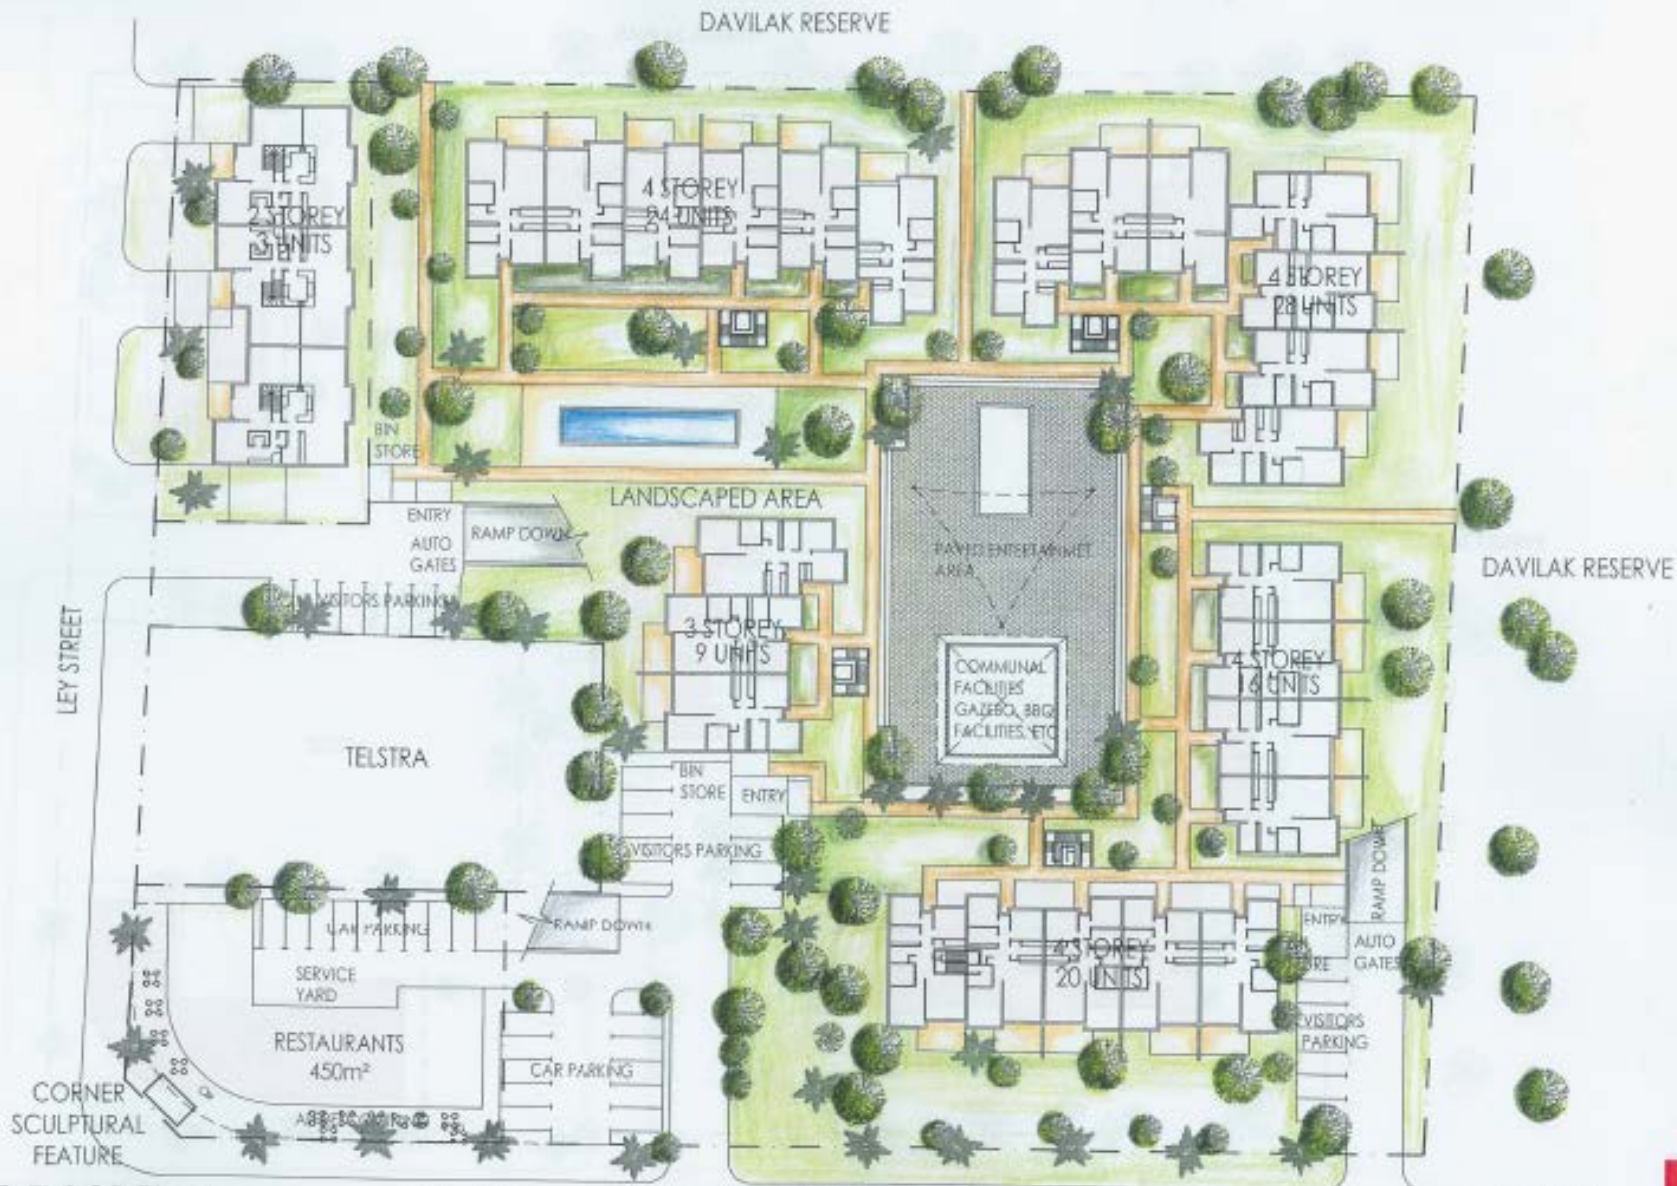 DAVILAK RESERVE
2 STOREY
3 UNITS
4 STOREY
24 UNITS
4 STOREY
28 UNITS
BIN
STORE
LANDSCAPED AREA
ENTRY
AUTO
GATES
RAMP DOWN
PAVED ENTERTAINMET
AREA
DAVILAK RESERVE
VISITORS PARKING
LEY STREET
3 STOREY
9 UNITS
4 STOREY
16 UNITS
COMMUNAL
FACILITIES
GAZEBO, BBQ
FACILITIES, ETC
TELSTRA
BIN
STORE
ENTRY
VISITORS PARKING
RAMP DOWN
CAR PARKING
RAMP DOWN
ENTRY
AUTO
GATES
4 STOREY
20 UNITS
SERVICE
YARD
VISITORS
PARKING
RESTAURANTS
450m²
CAR PARKING
CORNER
SCULPTURAL
FEATURE